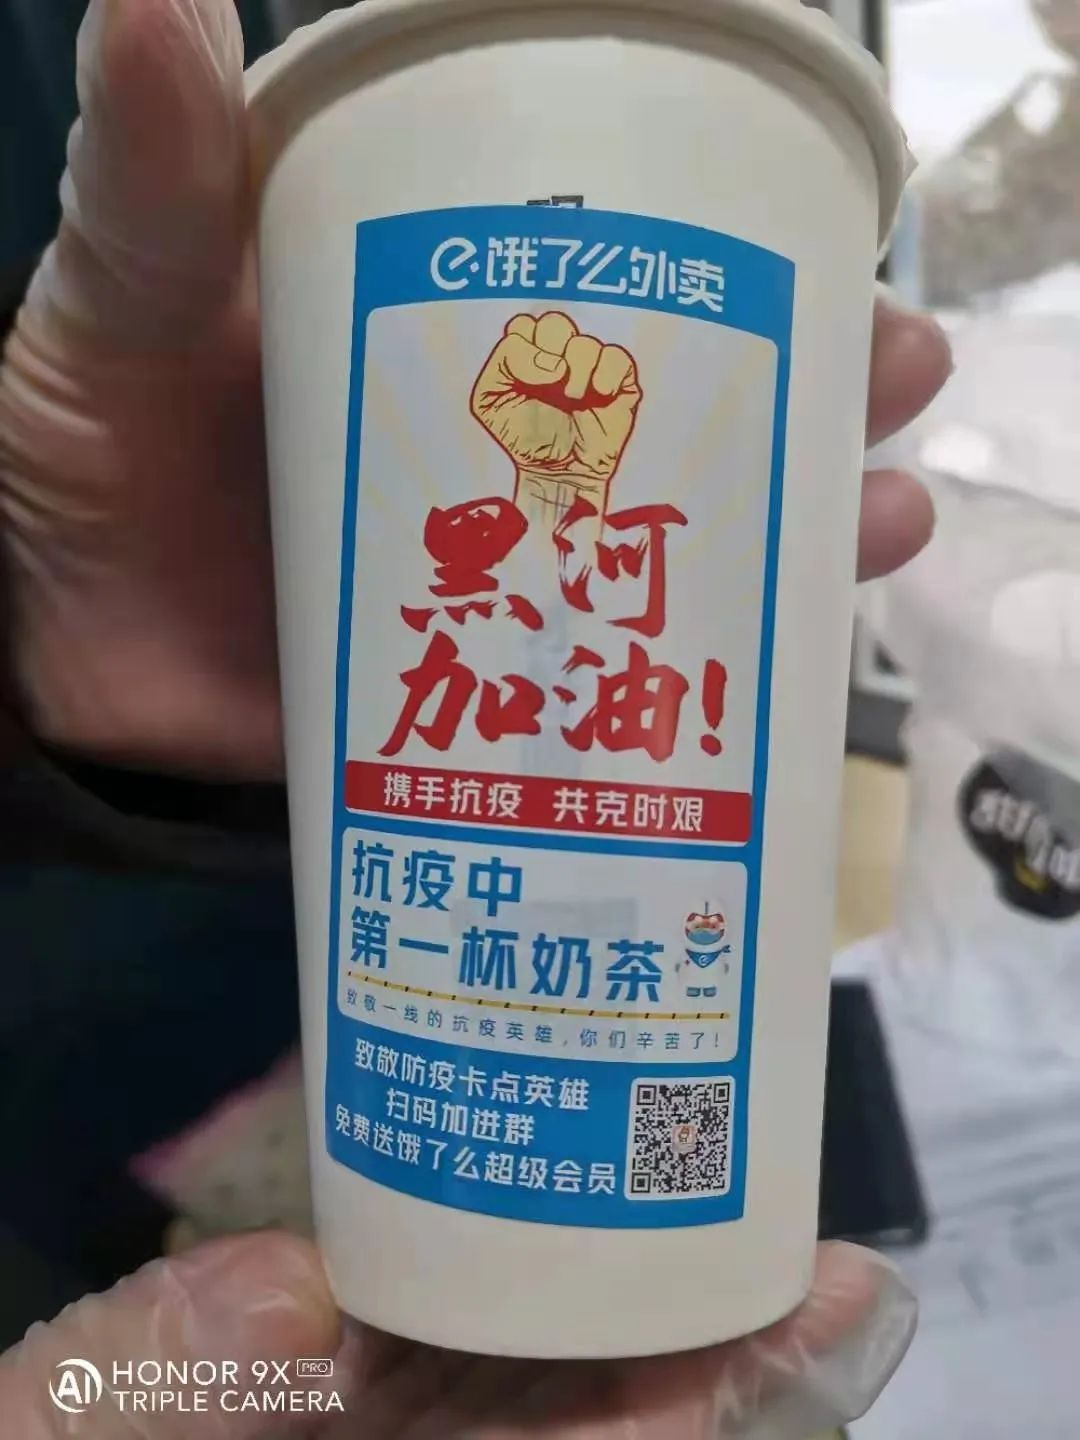 饿了么外卖
黑河
加油!
携手抗疫 共克时艰
抗疫中
第一杯奶茶
致敬一线的抗疫英雄,你们辛苦了!
致敬防疫卡点英雄
扫码加进群
免费送饿了么超级会员
HONOR 9X PRO
TRIPLE CAMERA